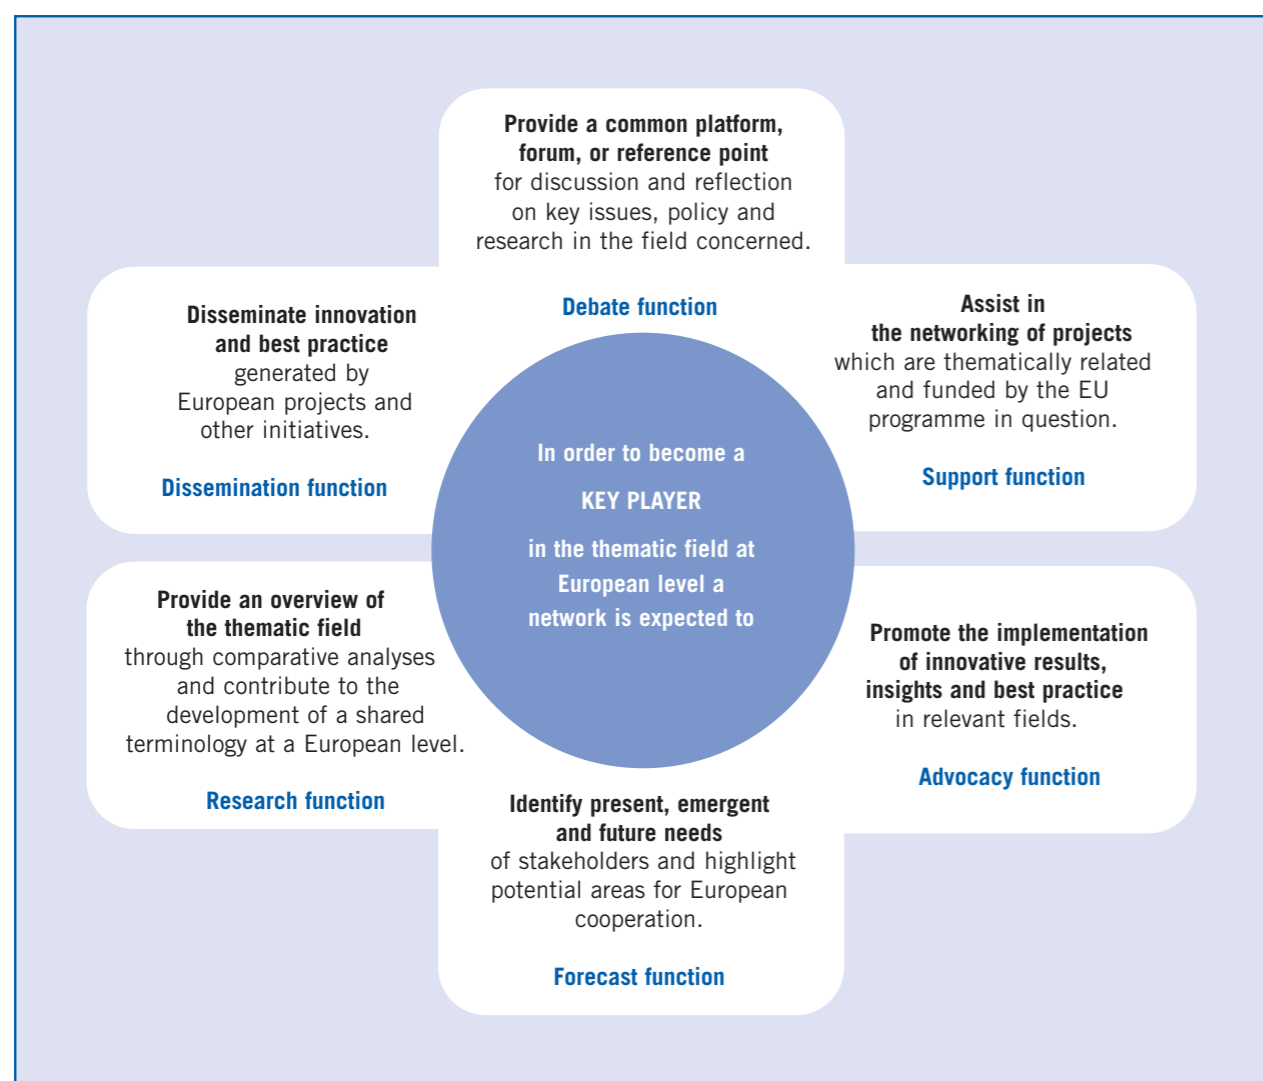 Provide a common platform,
forum, or reference point
for discussion and reflection
on key issues, policy and
research in the field concerned.
Debate function
Disseminate innovation
and best practice
generated by
European projects and
other initiatives.
Dissemination function
Assist in
the networking of projects
which are thematically related
and funded by the EU
programme in question.
Support function
In order to become a
KEY PLAYER
in the thematic field at
European level a
network is expected to
Provide an overview of
the thematic field
through comparative analyses
and contribute to the
development of a shared
terminology at a European level.
Research function
Promote the implementation
of innovative results,
insights and best practice
in relevant fields.
Advocacy function
Identify present, emergent
and future needs
of stakeholders and highlight
potential areas for European
cooperation.
Forecast function